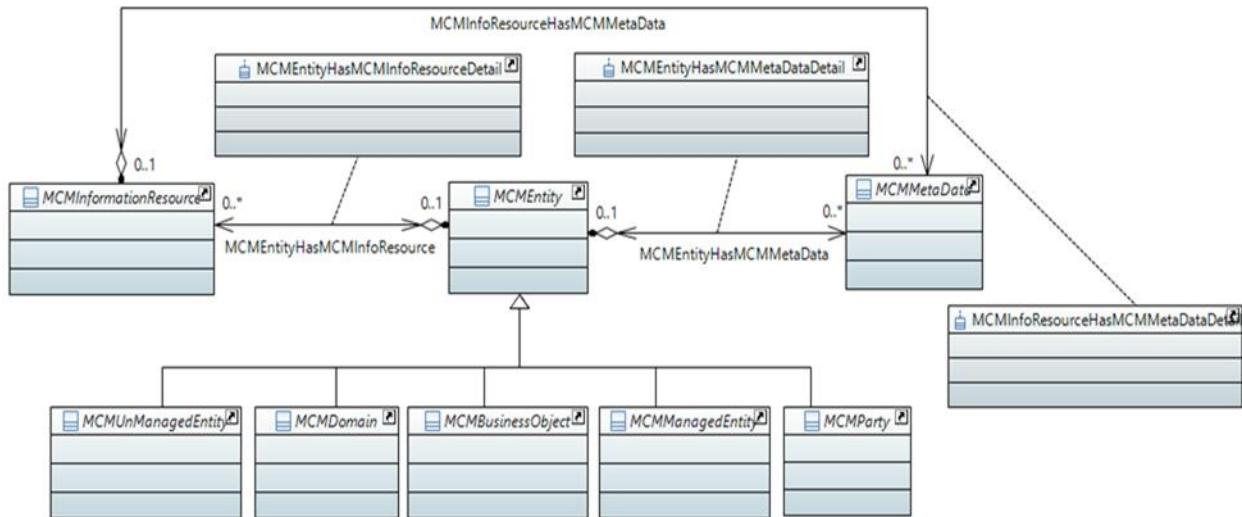 MCMInfoResourceHasMCMMetaData
MCMEntityHasMCMInfoResourceDetail
MCMEntityHasMCMMetaDataDetail
0..1
0..*
MCMInformationResource
0..*
0..1
MCMEntity
0..1
0..*
MCMMetaData
MCMEntityHasMCMInfoResource
MCMEntityHasMCMMetaData
MCMInfoResourceHasMCMMetaDataDetail
MCMUnManagedEntity
MCMDomain
MCMBusinessObject
MCMManagedEntity
MCMParty